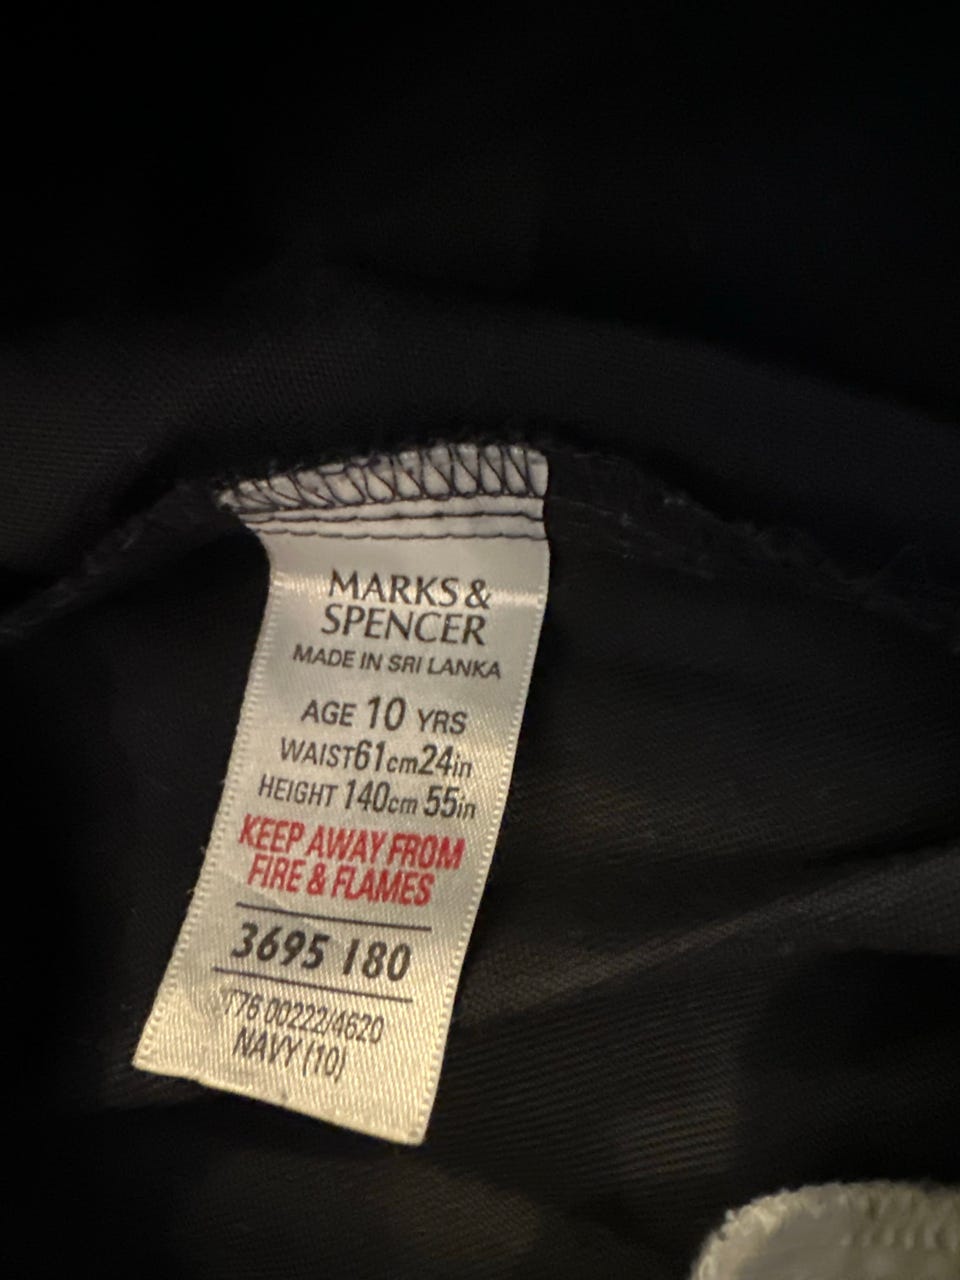 MARKS &
SPENCER
MADE IN SRI LANKA
AGE 10 YRS
WAIST61cm24in
HEIGHT 140cm 55in
KEEP AWAY FROM
FIRE & FLAMES
3695 180
T76 00222/4620
NAVY (10)